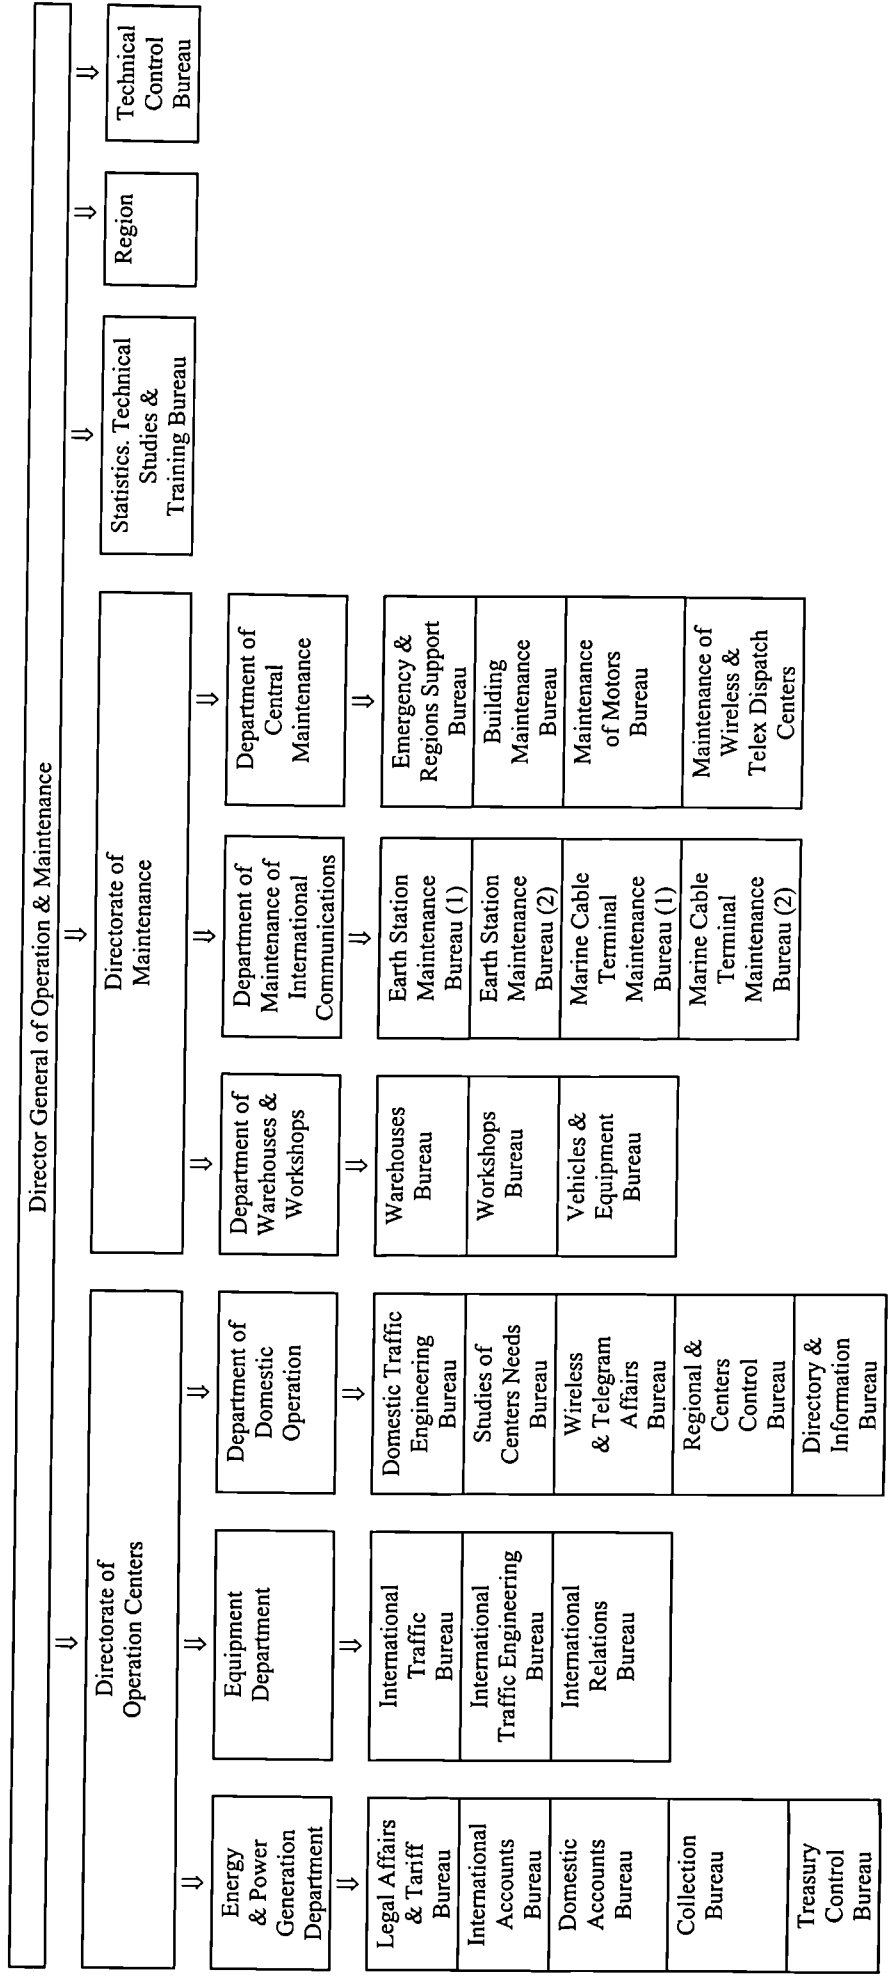 Director General of Operation & Maintenance
⇓
⇓
⇓
⇓
⇓
Directorate of
Operation Centers
Directorate of
Maintenance
Statistics. Technical
Studies &
Training Bureau
Region
Technical
Control
Bureau
⇓
⇓
⇓
⇓
⇓
⇓
Energy
& Power
Generation
Department
Equipment
Department
Department of
Domestic
Operation
Department of
Warehouses &
Workshops
Department of
Maintenance of
International
Communications
Department of
Central
Maintenance
⇓
⇓
⇓
⇓
⇓
⇓
Legal Affairs
& Tariff
Bureau
International
Accounts
Bureau
Domestic
Accounts
Bureau
Collection
Bureau
Treasury
Control
Bureau
International
Traffic
Bureau
International
Traffic Engineering
Bureau
International
Relations
Bureau
Domestic Traffic
Engineering
Bureau
Studies of
Centers Needs
Bureau
Wireless
& Telegram
Affairs
Bureau
Regional &
Centers
Control
Bureau
Directory &
Information
Bureau
Warehouses
Bureau
Workshops
Bureau
Vehicles &
Equipment
Bureau
Earth Station
Maintenance
Bureau (1)
Earth Station
Maintenance
Bureau (2)
Marine Cable
Terminal
Maintenance
Bureau (1)
Marine Cable
Terminal
Maintenance
Bureau (2)
Emergency &
Regions Support
Bureau
Building
Maintenance
Bureau
Maintenance
of Motors
Bureau
Maintenance of
Wireless &
Telex Dispatch
Centers